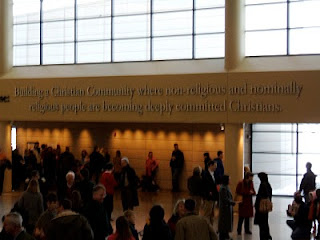 Building a Christian Community where non-religious and nominally
religious people are becoming deeply committed Christians.